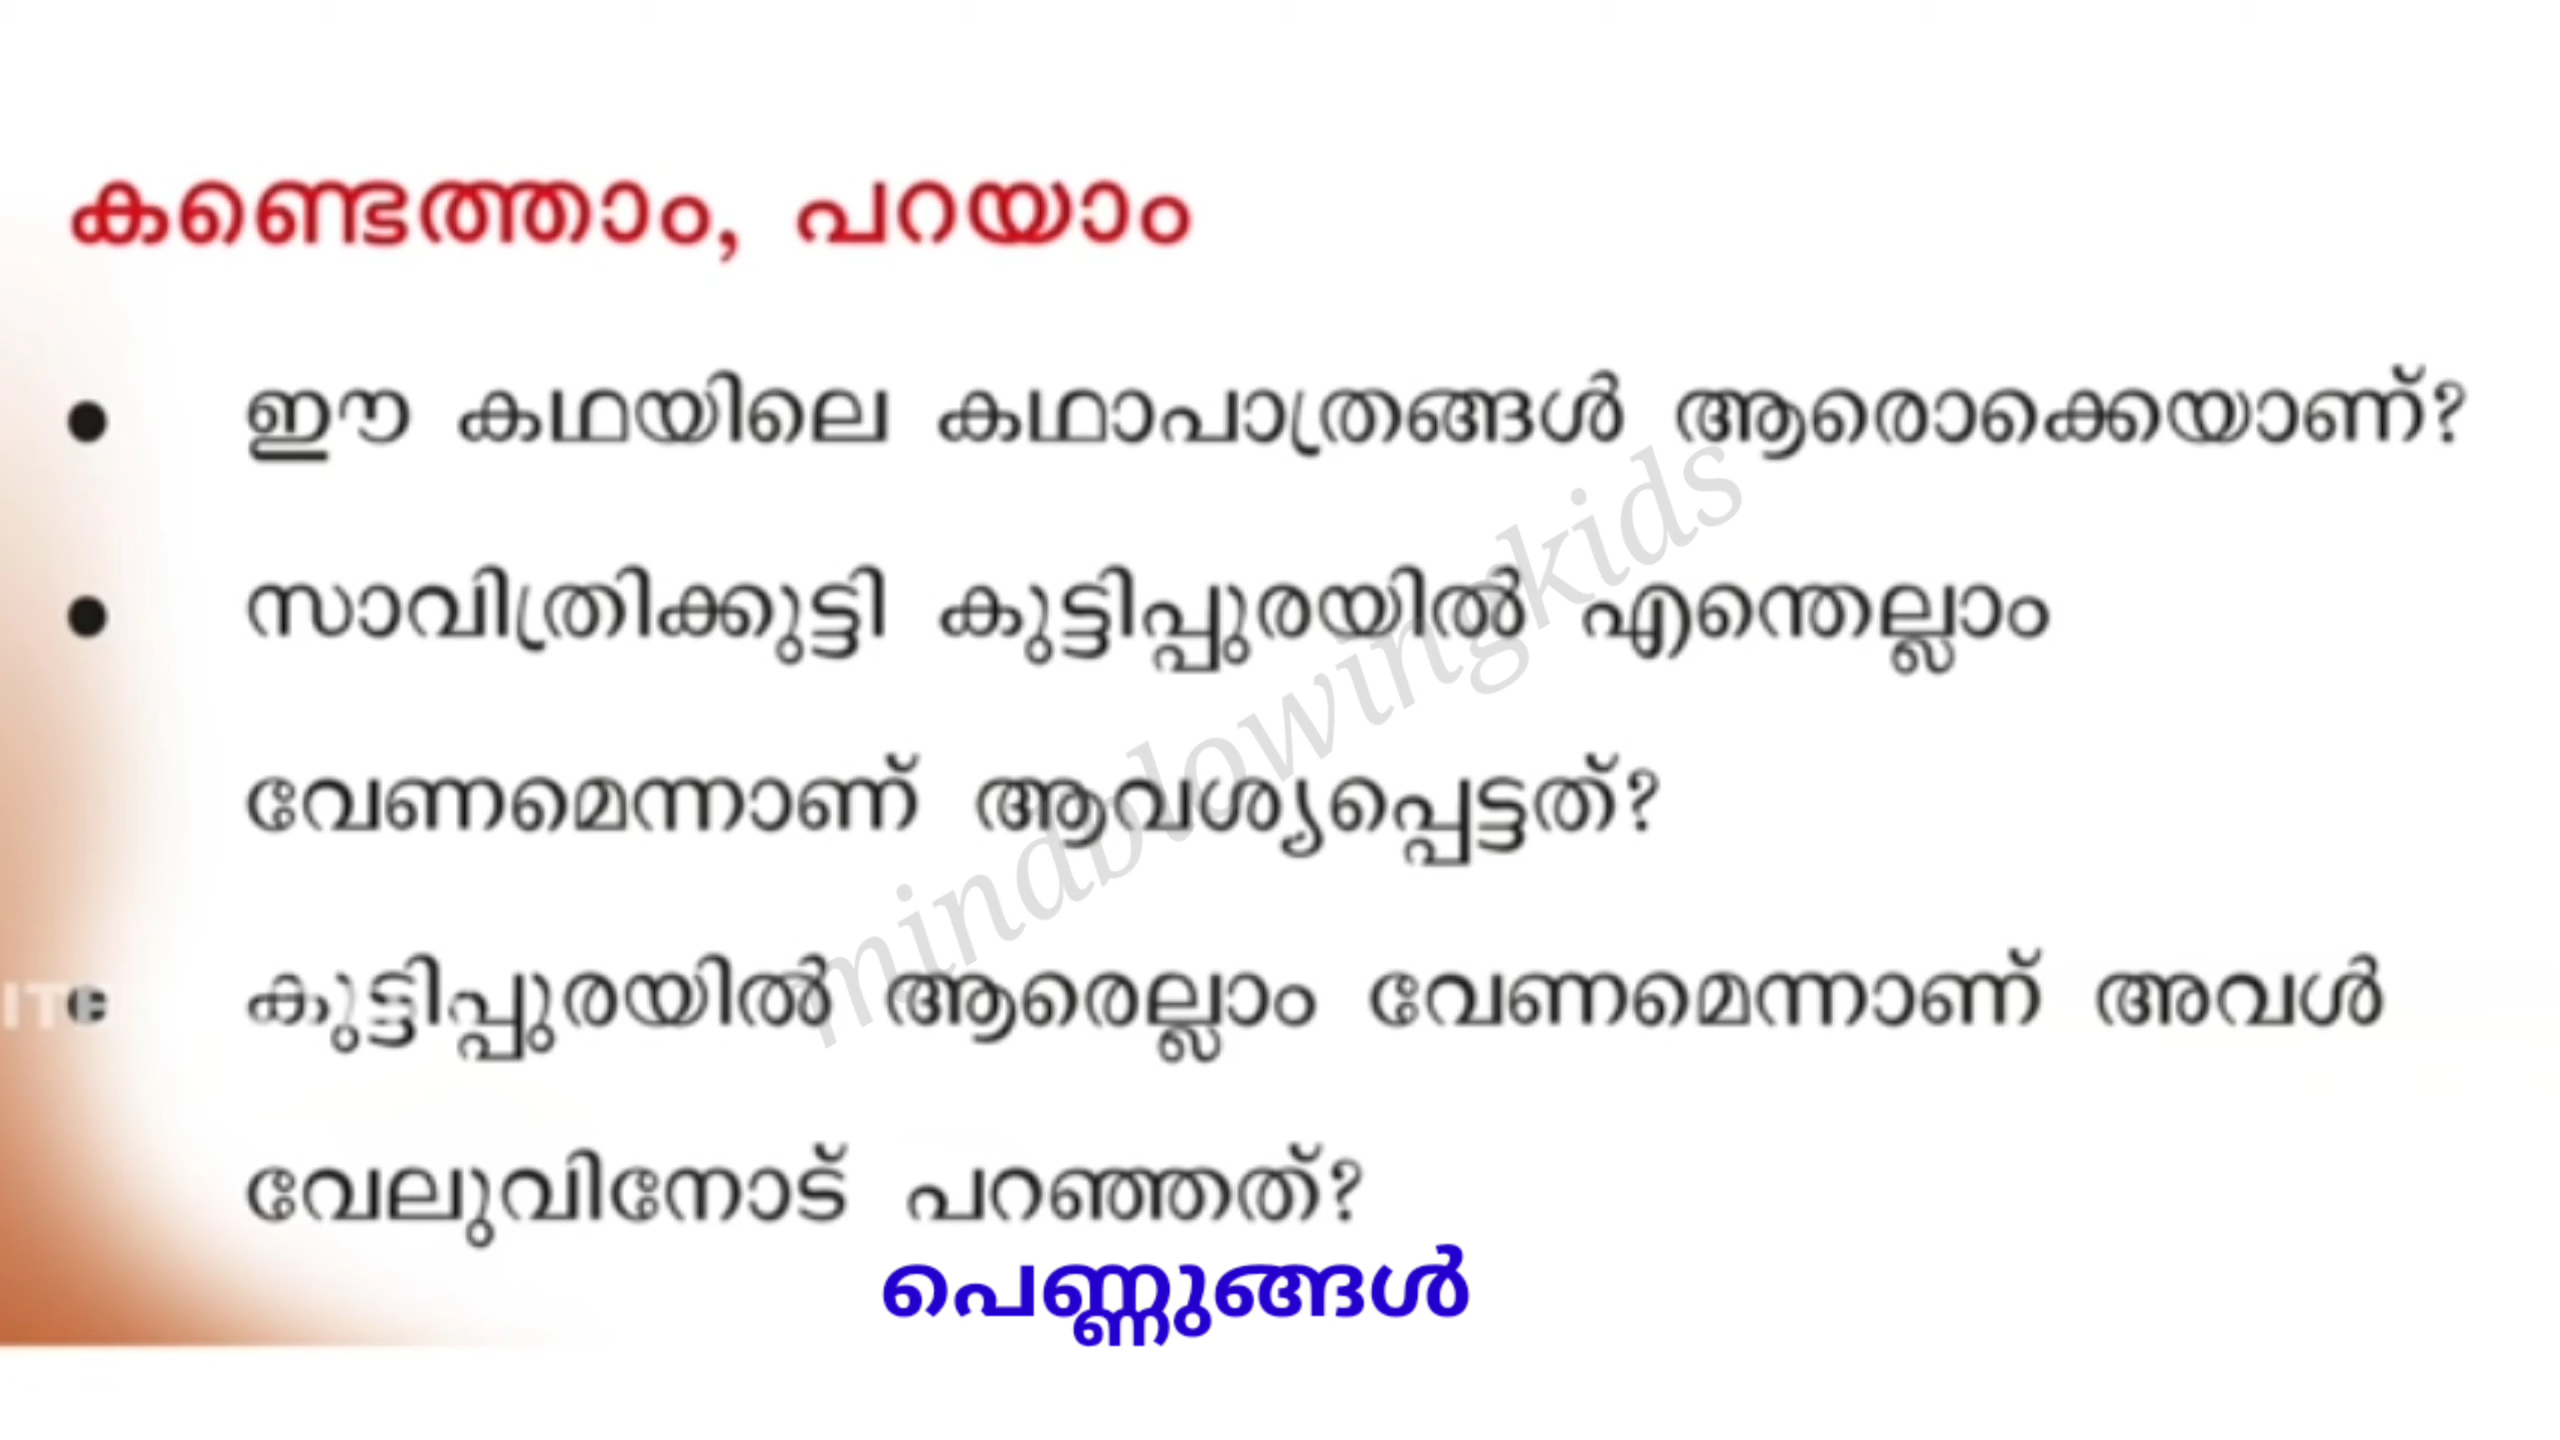 കണ്ടെത്താം, പറയാം
• ഈ കഥയിലെ കഥാപാത്രങ്ങൾ ആരൊക്കെയാണ്?
• സാവിത്രിക്കുട്ടി കുട്ടിപ്പുരയിൽ എന്തെല്ലാം
വേണമെന്നാണ് ആവശ്യപ്പെട്ടത്?
• കുട്ടിപ്പുരയിൽ ആരെല്ലാം വേണമെന്നാണ് അവൾ
വേലുവിനോട് പറഞ്ഞത്?
പെണ്ണുങ്ങൾ
mindblowingkids